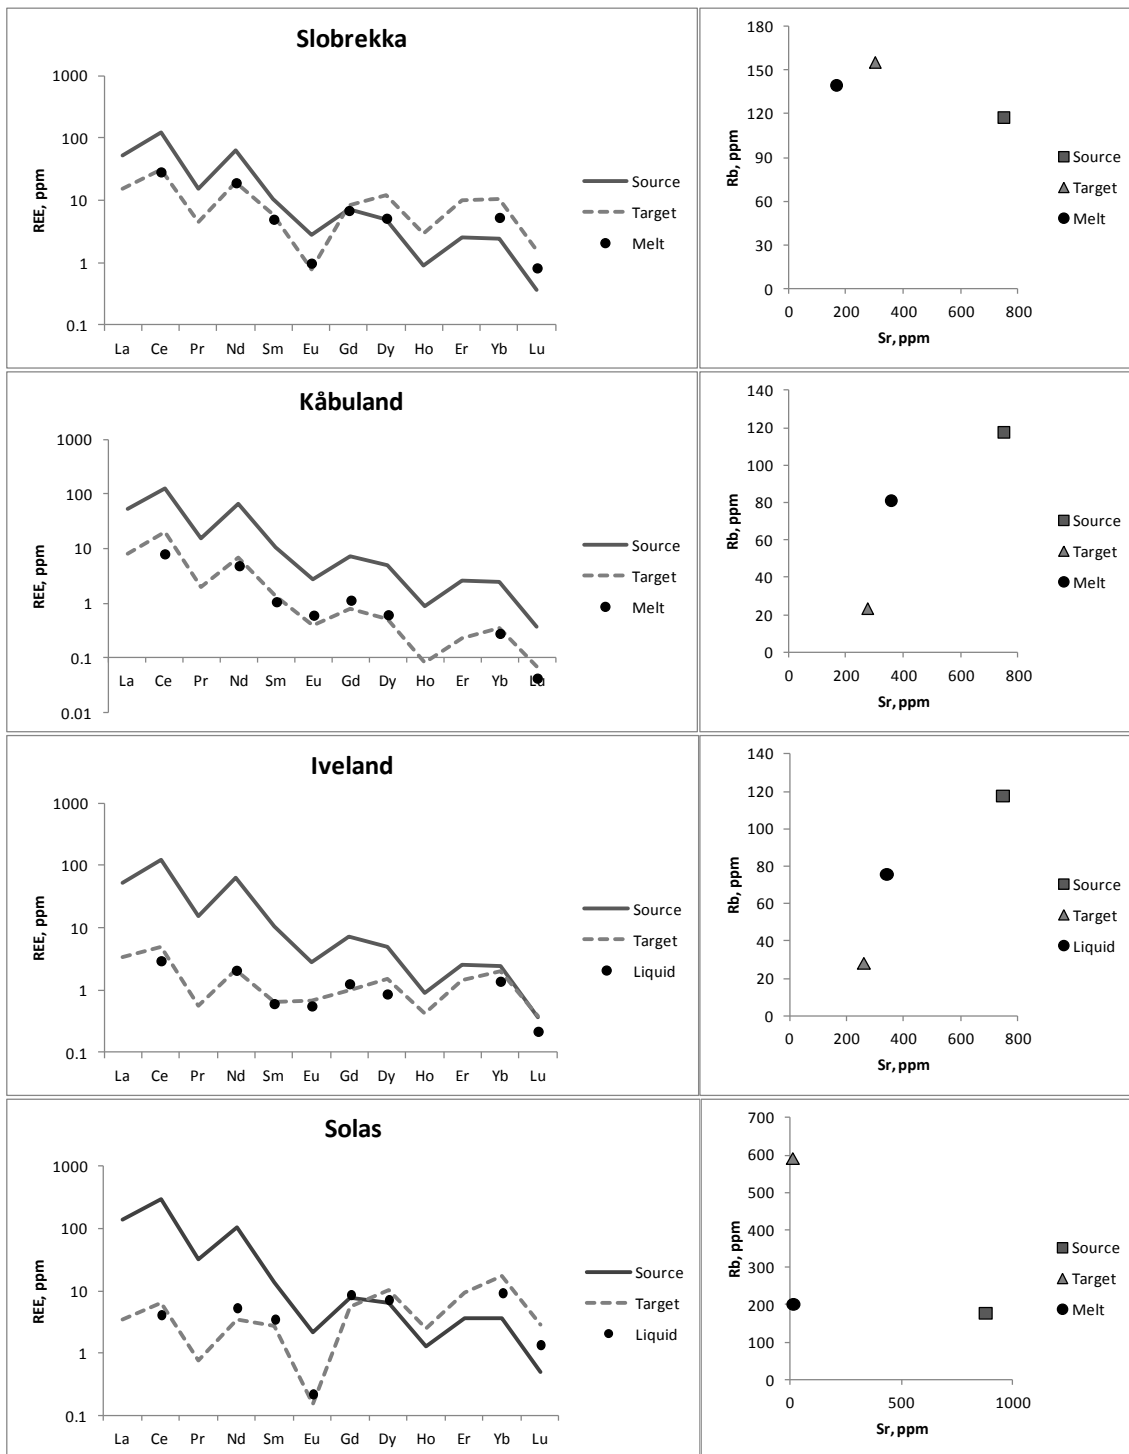 Slobrekka
1000
100
10
1
0.1
REE, ppm
La Ce Pr Nd Sm Eu Gd Dy Ho Er Yb Lu
Source
Target
Melt
180
150
120
90
60
30
0
Rb, ppm
0 200 400 600 800
Sr, ppm
Source
Target
Melt
Kåbuland
1000
100
10
1
0.1
0.01
REE, ppm
La Ce Pr Nd Sm Eu Gd Dy Ho Er Yb Lu
Source
Target
Melt
140
120
100
80
60
40
20
0
Rb, ppm
0 200 400 600 800
Sr, ppm
Source
Target
Melt
Iveland
1000
100
10
1
0.1
REE, ppm
La Ce Pr Nd Sm Eu Gd Dy Ho Er Yb Lu
Source
Target
Liquid
140
120
100
80
60
40
20
0
Rb, ppm
0 200 400 600 800
Sr, ppm
Source
Target
Liquid
Solas
1000
100
10
1
0.1
REE, ppm
La Ce Pr Nd Sm Eu Gd Dy Ho Er Yb Lu
Source
Target
Liquid
700
600
500
400
300
200
100
0
Rb, ppm
0 500 1000
Sr, ppm
Source
Target
Melt